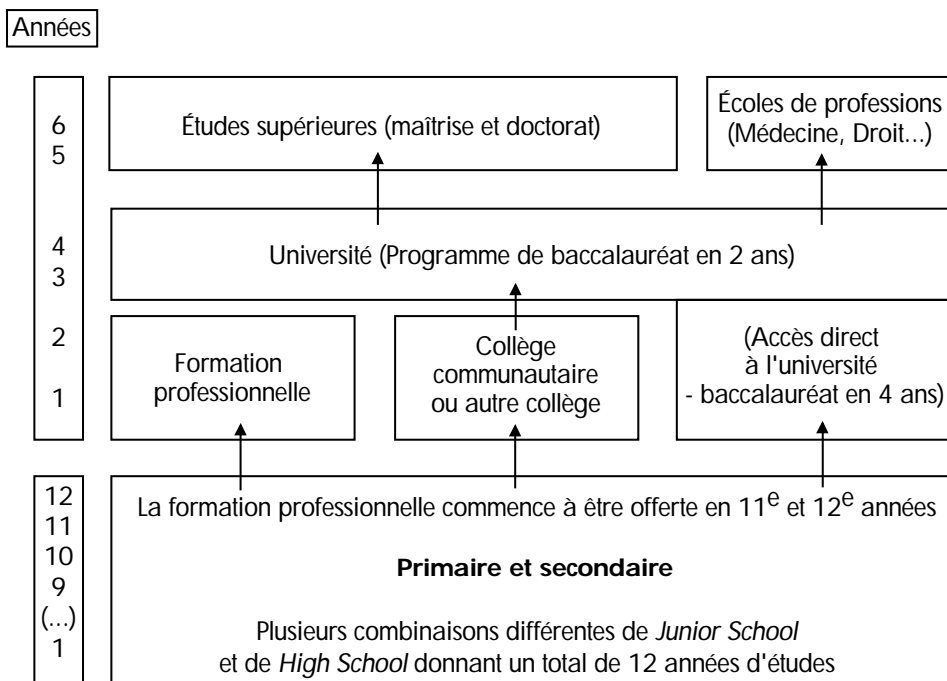 Années
6
5
Études supérieures (maîtrise et doctorat)
Écoles de professions
(Médecine, Droit...)
4
3
Université (Programme de baccalauréat en 2 ans)
2
1
Formation
professionnelle
Collège
communautaire
ou autre collège
(Accès direct
à l'université
- baccalauréat en 4 ans)
12
11
10
9
(...)
1
La formation professionnelle commence à être offerte en 11e et 12e années
Primaire et secondaire
Plusieurs combinaisons différentes de Junior School
et de High School donnant un total de 12 années d'études